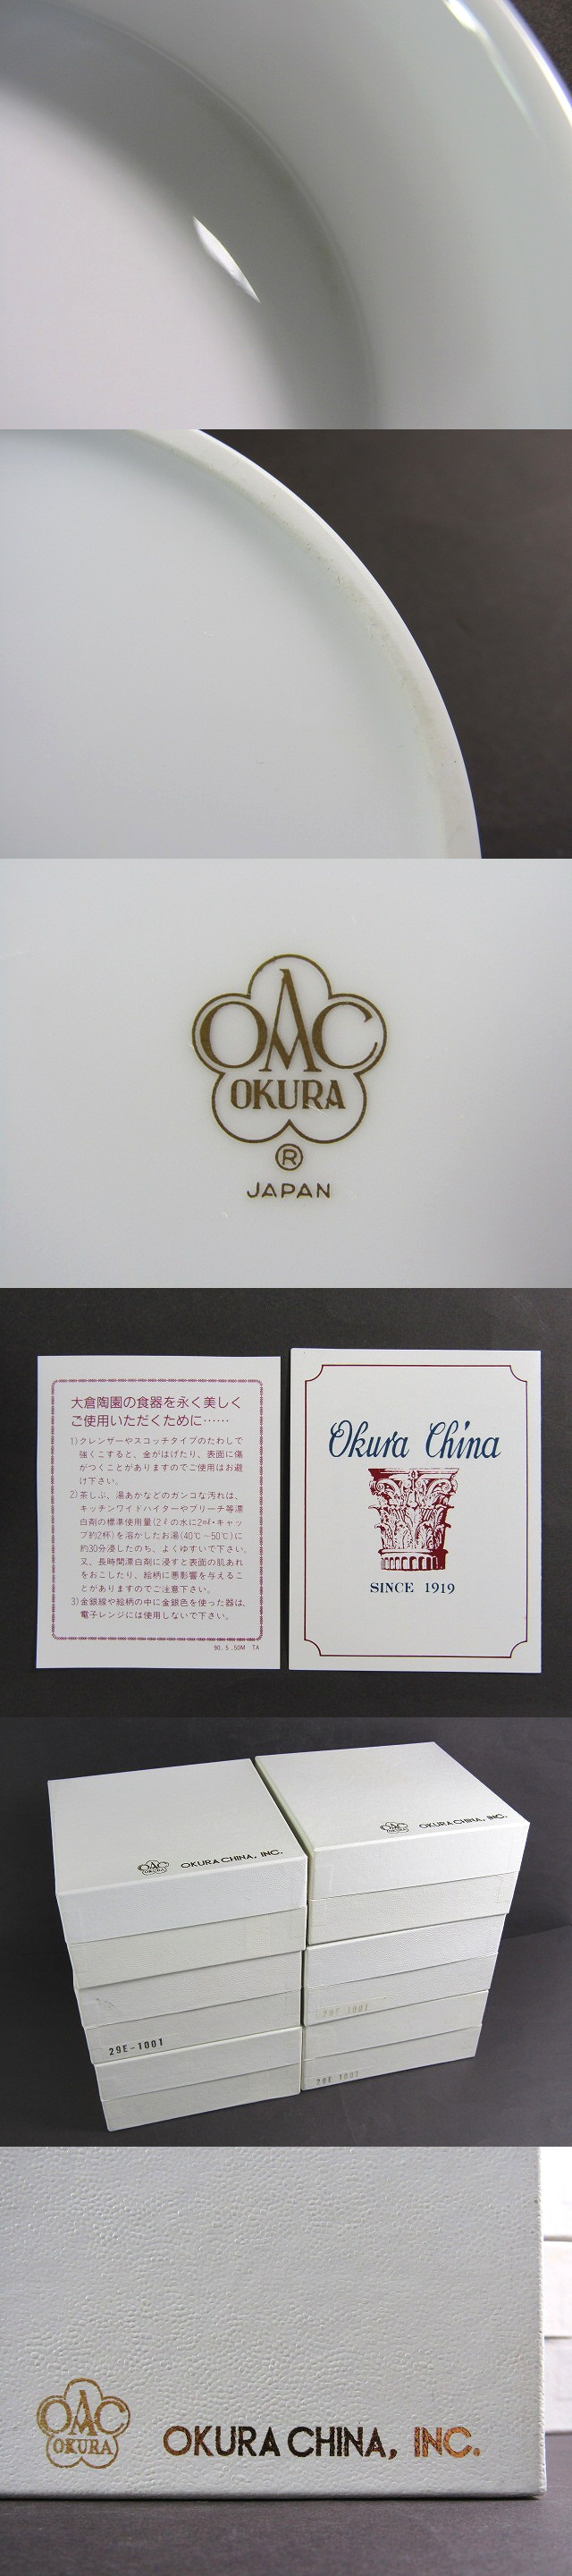 OAC
OKURA
®
JAPAN
大倉陶園の食器を永く美しく
ご使用いただくために……
1)クレンザーやスコッチタイプのたわしで
強くこすると、金がはげたり、表面に傷
がつくことがありますのでご使用はお避
け下さい。
2)茶しぶ、湯あかなどのガンコな汚れは、
キッチンワイドハイターやブリーチ等漂
白剤の標準使用量(2ℓの水に2㎖・キャッ
プ約2杯)を溶かしたお湯(40℃～50℃)に
約30分浸したのち、よくゆすいで下さい。
又、長時間漂白剤に浸すと表面の肌あれ
をおこしたり、絵柄に悪影響を与えるこ
とがありますのでご注意下さい。
3)金銀線や絵柄の中に金銀色を使った器は、
電子レンジには使用しないで下さい。
90.5.50M TA
Okura China
SINCE 1919
OAC
OKURA
OKURA CHINA, INC.
OAC
OKURA
OKURA CHINA, INC.
29E-1001
29E-1001
29E-1001
OAC
OKURA
OKURA CHINA, INC.